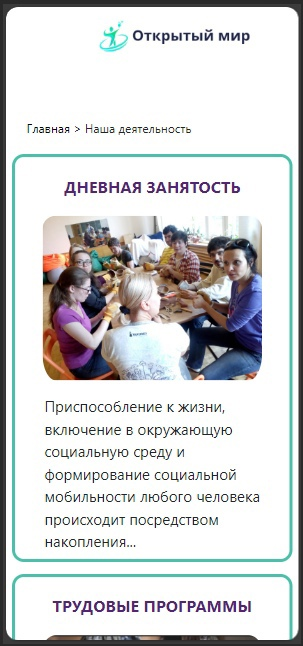 Открытый мир
Главная > Наша деятельность
ДНЕВНАЯ ЗАНЯТОСТЬ
Приспособление к жизни,
включение в окружающую
социальную среду и
формирование социальной
мобильности любого человека
происходит посредством
накопления...
ТРУДОВЫЕ ПРОГРАММЫ